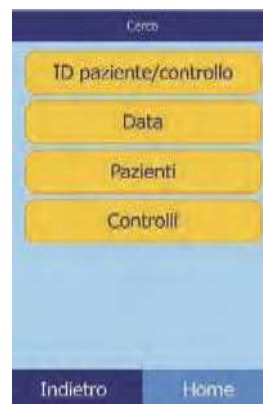 Cerca
ID paziente/controllo
Data
Pazienti
Controlli
Indietro
Home